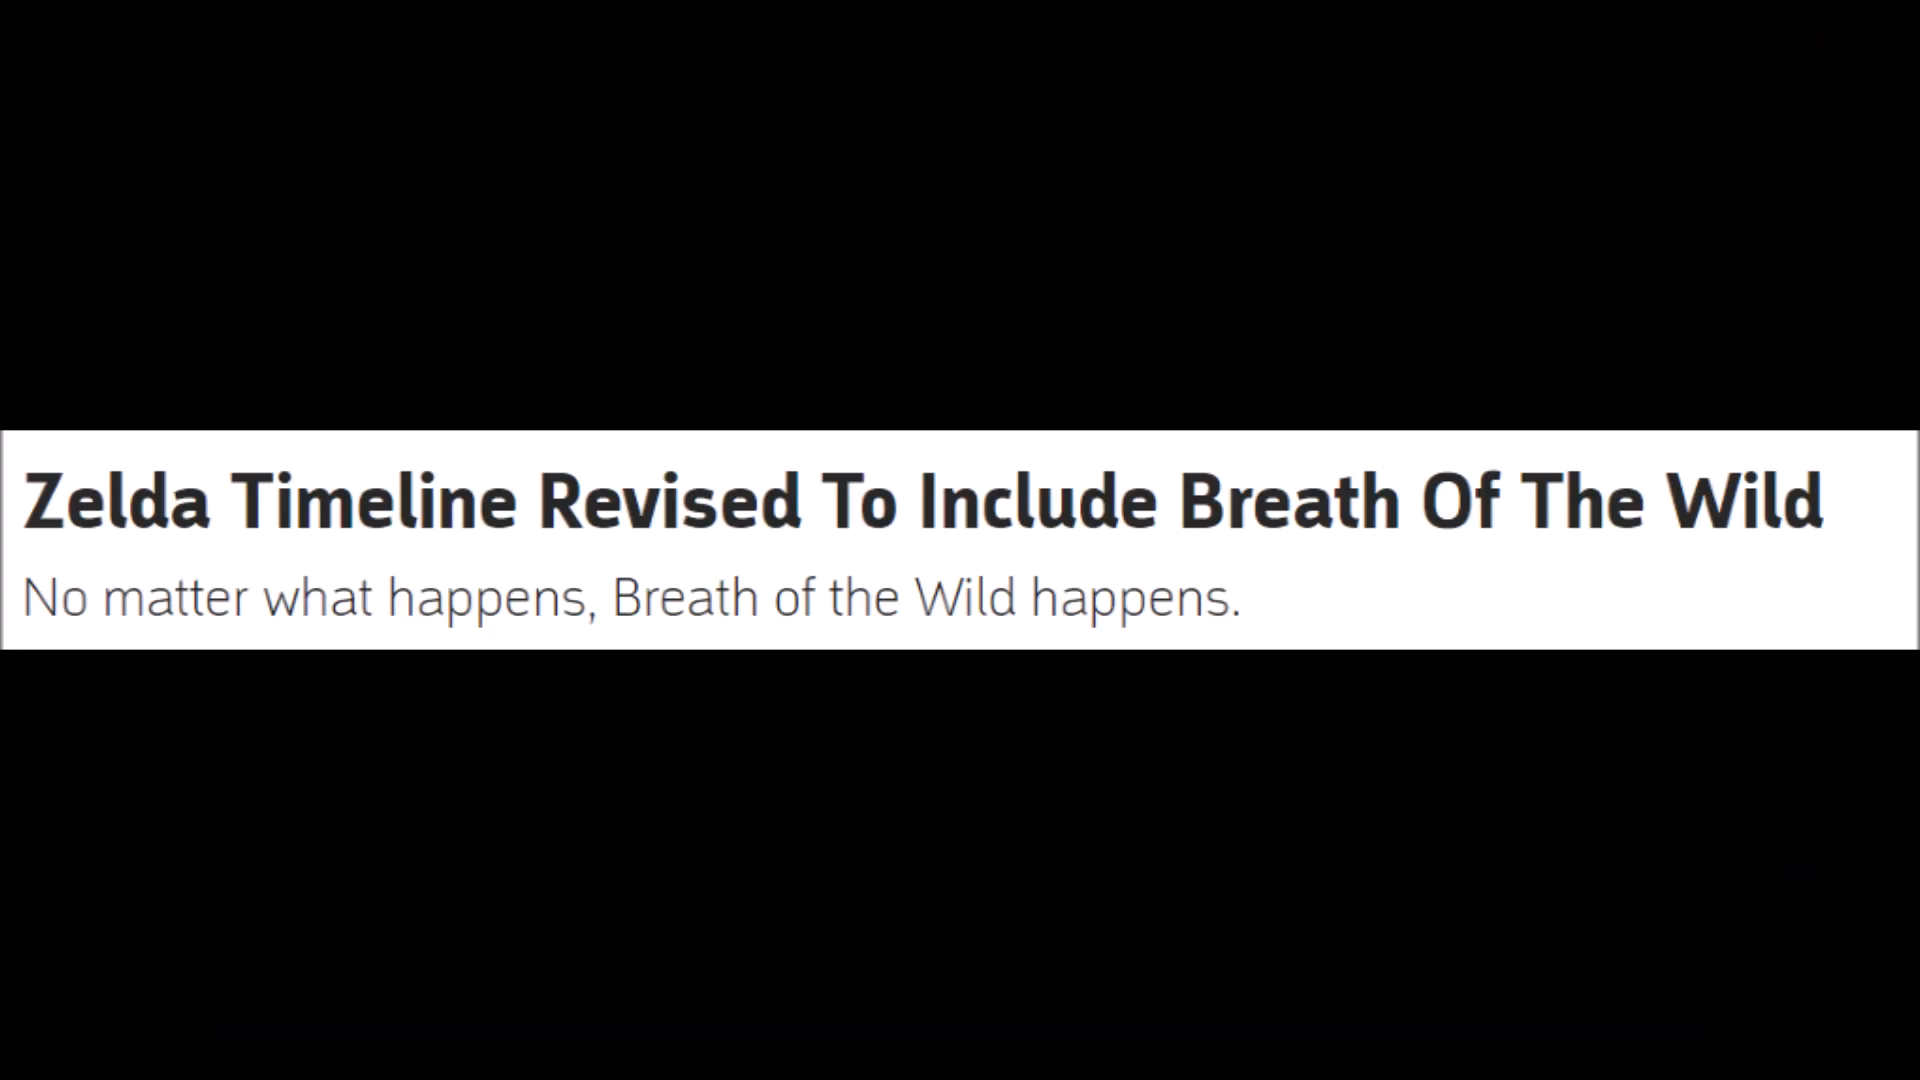 Zelda Timeline Revised To Include Breath Of The Wild
No matter what happens, Breath of the Wild happens.